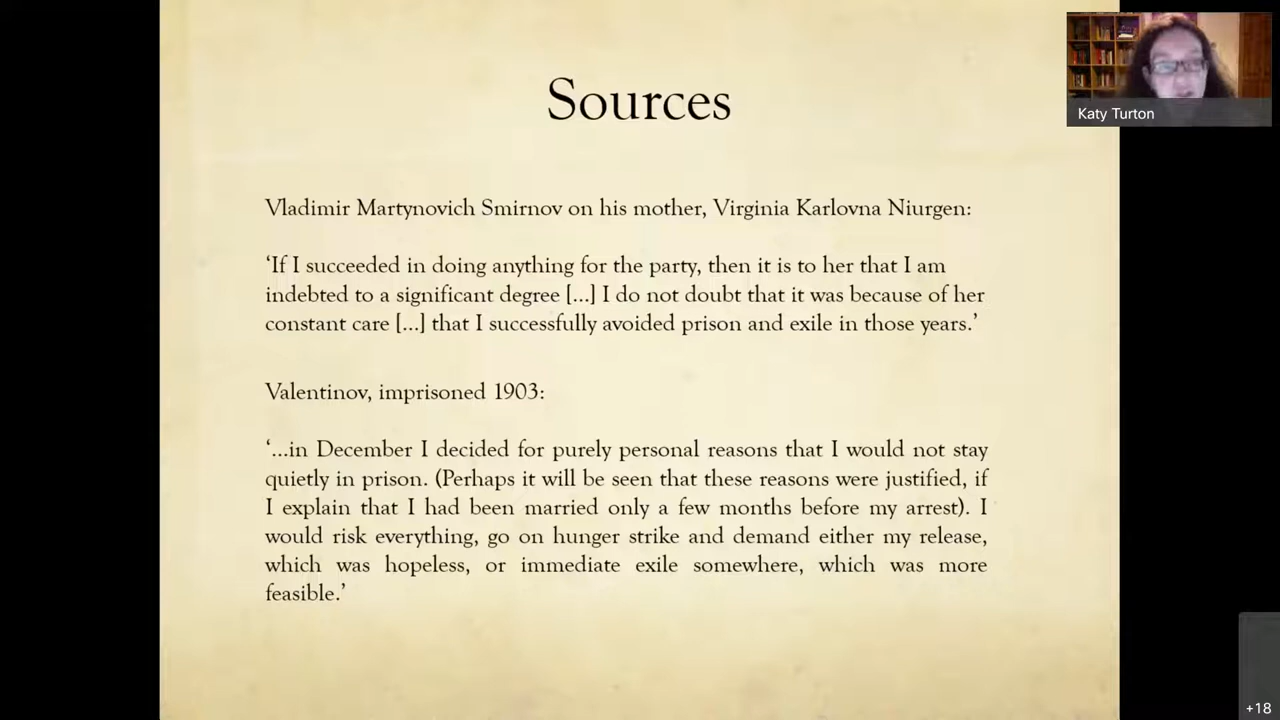 Sources
Katy Turton
Vladimir Martynovich Smirnov on his mother, Virginia Karlovna Niurgen:
‘If I succeeded in doing anything for the party, then it is to her that I am
indebted to a significant degree [...] I do not doubt that it was because of her
constant care [...] that I successfully avoided prison and exile in those years.’
Valentinov, imprisoned 1903:
‘...in December I decided for purely personal reasons that I would not stay
quietly in prison. (Perhaps it will be seen that these reasons were justified, if
I explain that I had been married only a few months before my arrest). I
would risk everything, go on hunger strike and demand either my release,
which was hopeless, or immediate exile somewhere, which was more
feasible.’
+18